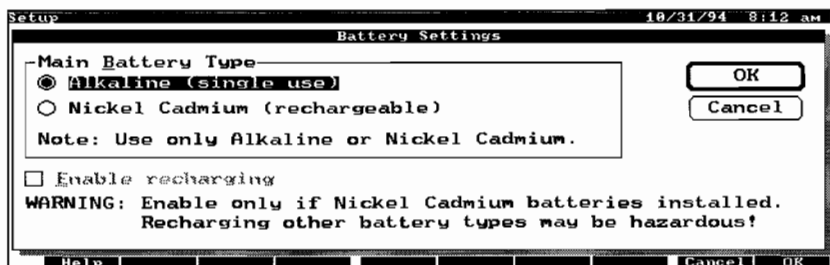 Setup 10/31/94 8:12 AM
Battery Settings
Main Battery Type
Alkaline (single use)
Nickel Cadmium (rechargeable)
Note: Use only Alkaline or Nickel Cadmium.
OK
Cancel
Enable recharging
WARNING: Enable only if Nickel Cadmium batteries installed.
Recharging other battery types may be hazardous!
Help Cancel OK